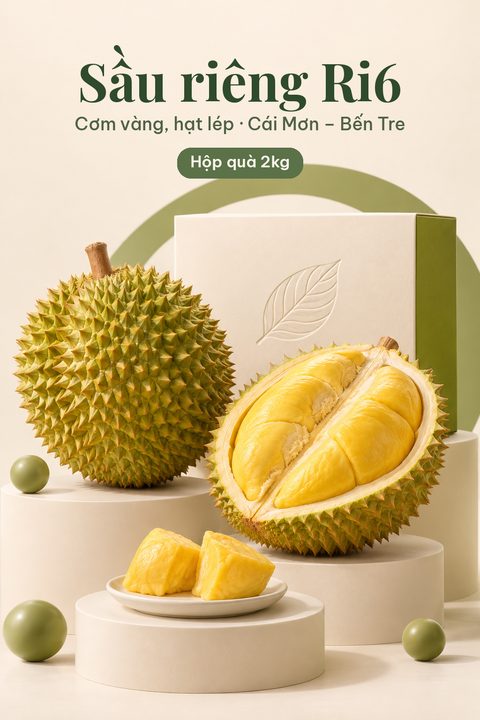 Sầu riêng Ri6
Cơm vàng, hạt lép · Cái Mơn – Bến Tre
Hộp quà 2kg